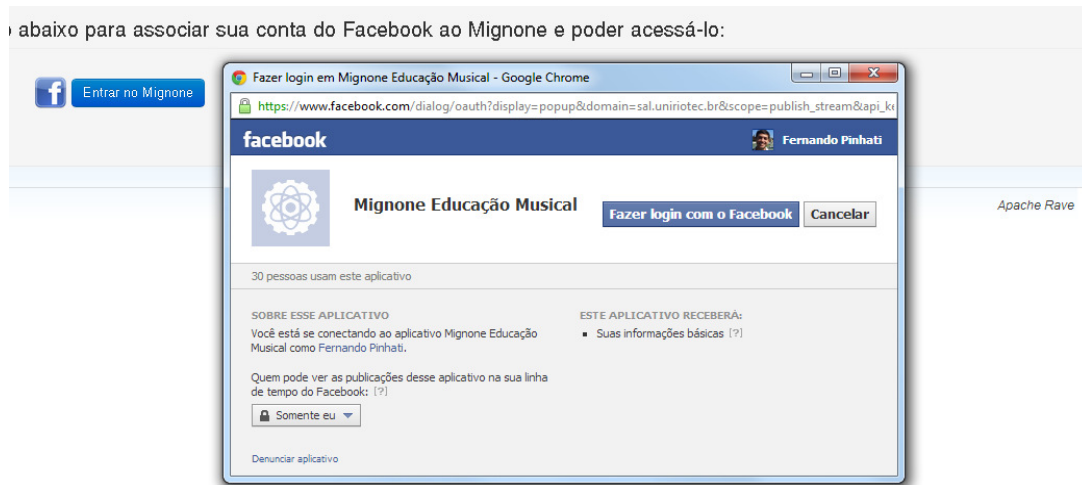 abaixo para associar sua conta do Facebook ao Mignone e poder acessá-lo:
Entrar no Mignone
Fazer login em Mignone Educação Musical - Google Chrome
https://www.facebook.com/dialog/oauth?display=popup&domain=sal.uniriotec.br&scope=publish_stream&api_ke
facebook
Fernando Pinhati
Mignone Educação Musical
Fazer login com o Facebook
Cancelar
Apache Rave
30 pessoas usam este aplicativo
SOBRE ESSE APLICATIVO
Você está se conectando ao aplicativo Mignone Educação
Musical como Fernando Pinhati.
Quem pode ver as publicações desse aplicativo na sua linha
de tempo do Facebook: [?]
Somente eu
Denunciar aplicativo
ESTE APLICATIVO RECEBERÁ:
Suas informações básicas [?]